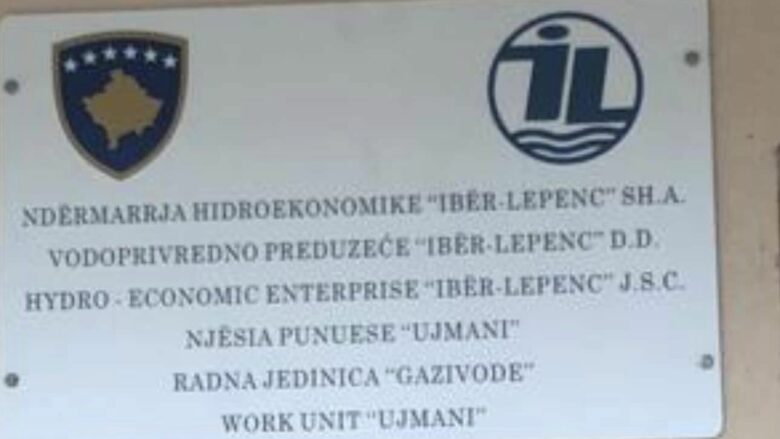 iL
NDËRMARRJA HIDROEKONOMIKE "IBËR-LEPENC" SH.A.
VODOPRIVREDNO PREDUZEĆE "IBËR-LEPENC" D.D.
HYDRO - ECONOMIC ENTERPRISE "IBËR-LEPENC" J.S.C.
NJËSIA PUNUESE "UJMANI"
RADNA JEDINICA "GAZIVODE"
WORK UNIT "UJMANI"